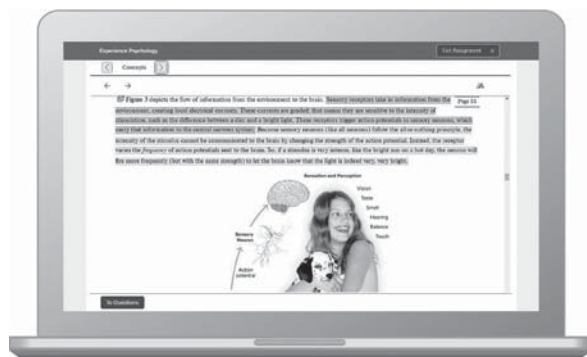 Experience Psychology
Exit Assignment x
Concepts
Figure 3 depicts the flow of information from the environment to the brain. Sensory receptors take in information from the
Page 83
environment, creating local electrical currents. These currents are graded; that means they are sensitive to the intensity of
stimulation, such as the difference between a dim and a bright light. These receptors trigger action potentials in sensory neurons, which
carry that information to the central nervous system. Because sensory neurons (like all neurons) follow the all-or-nothing principle, the
intensity of the stimulus cannot be communicated to the brain by changing the strength of the action potential. Instead, the receptor
varies the frequency of action potentials sent to the brain. So, if a stimulus is very intense, like the bright sun on a hot day, the neuron will
fire more frequently (but with the same strength) to let the brain know that the light is indeed very, very bright.
Sensation and Perception
Vision
Taste
Smell
Hearing
Balance
Touch
Sensory
Neuron
Action
potential
To Questions